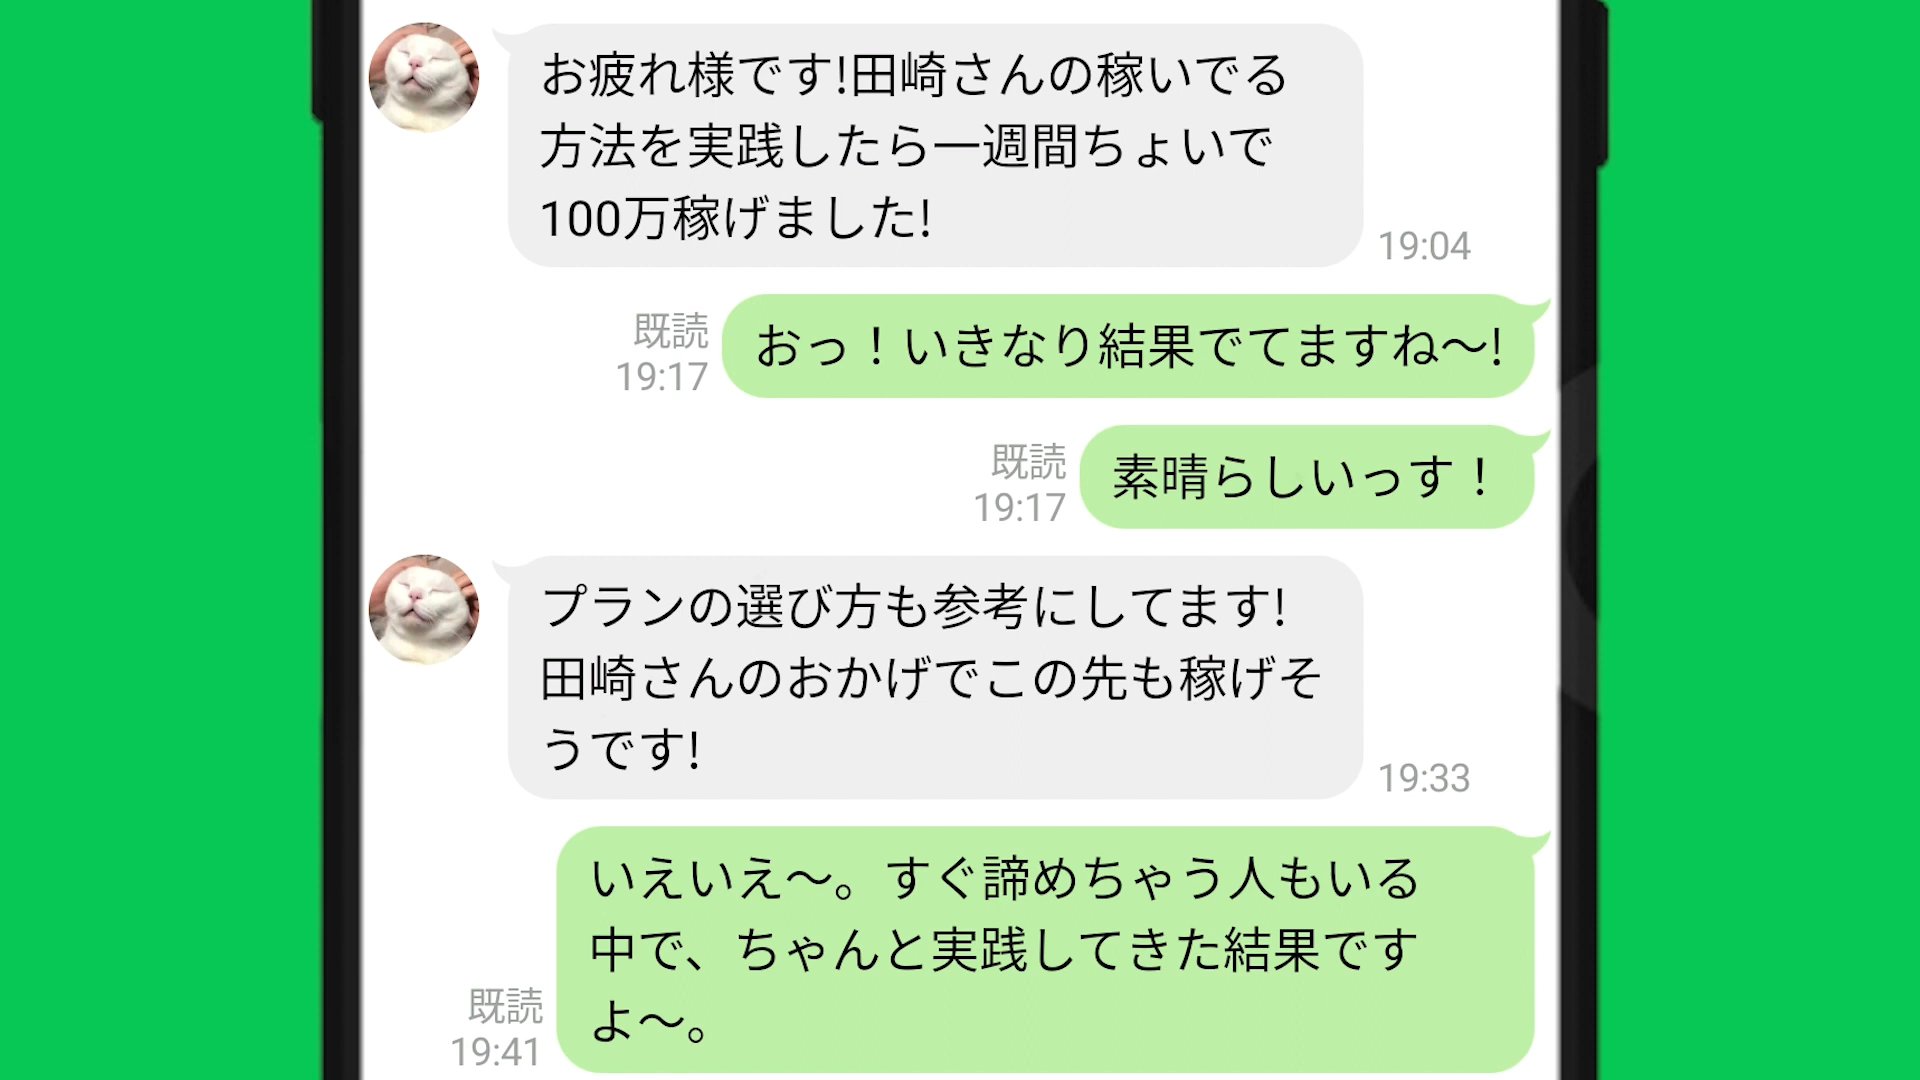 お疲れ様です!田崎さんの稼いでる
方法を実践したら一週間ちょいで
100万稼げました!
19:04
既読
19:17
おっ！いきなり結果でてますね〜!
既読
19:17
素晴らしいっす！
プランの選び方も参考にしてます!
田崎さんのおかげでこの先も稼げそ
うです!
19:33
いえいえ〜。すぐ諦めちゃう人もいる
中で、ちゃんと実践してきた結果です
よ〜。
既読
19:41